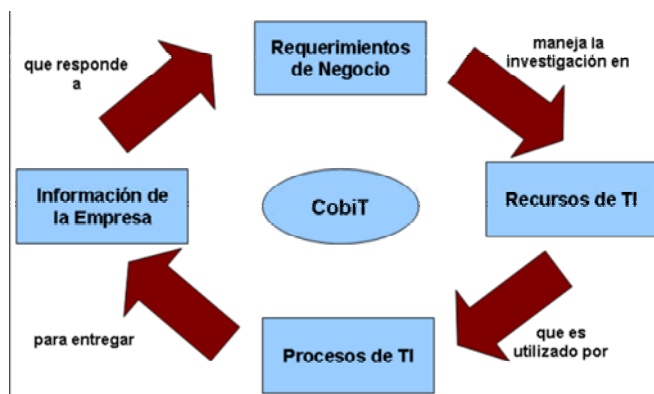 Requerimientos
de Negocio
maneja la
investigación en
Recursos de TI
que es
utilizado por
Procesos de TI
para entregar
Información de
la Empresa
que responde
a
CobiT